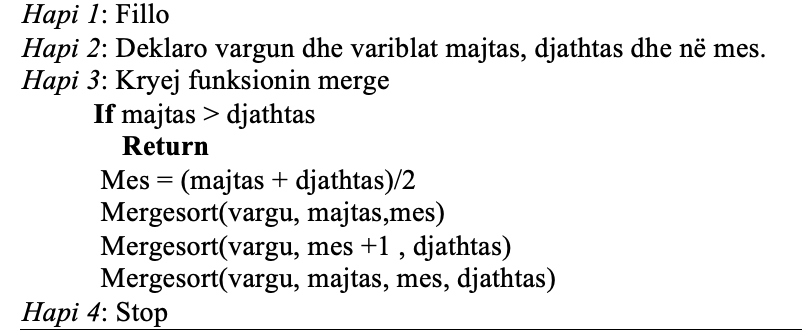 Hapi 1: Fillo
Hapi 2: Deklaro vargun dhe variblat majtas, djathtas dhe në mes.
Hapi 3: Kryej funksionin merge
If majtas > djathtas
Return
Mes = (majtas + djathtas)/2
Mergesort(vargu, majtas,mes)
Mergesort(vargu, mes +1 , djathtas)
Mergesort(vargu, majtas, mes, djathtas)
Hapi 4: Stop